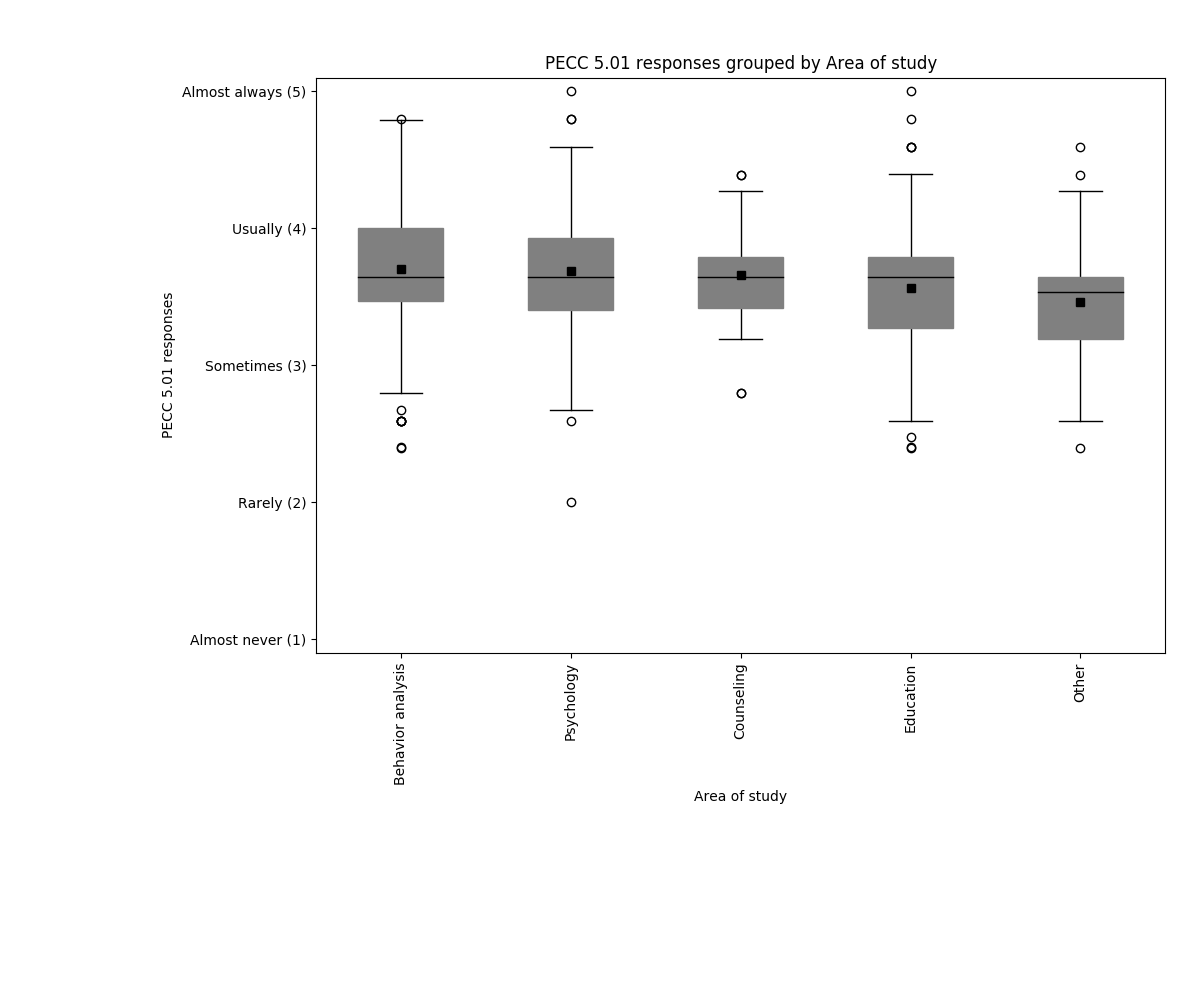 PECC 5.01 responses grouped by Area of study
Almost always (5)
Usually (4)
Sometimes (3)
Rarely (2)
Almost never (1)
PECC 5.01 responses
Behavior analysis
Psychology
Counseling
Education
Other
Area of study